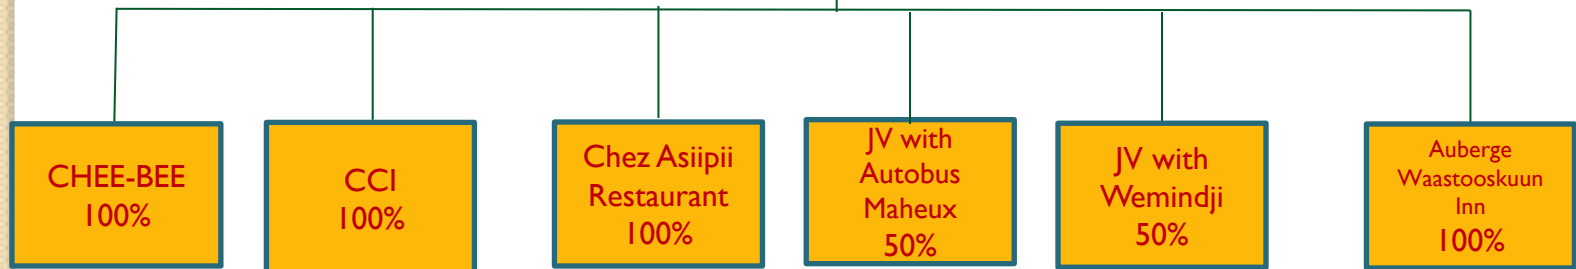 CHEE-BEE
100%
CCI
100%
Chez Asiipii
Restaurant
100%
JV with
Autobus
Maheux
50%
JV with
Wemindji
50%
Auberge
Waastooskuun
Inn
100%